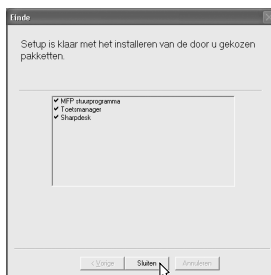 Einde
Setup is klaar met het installeren van de door u gekozen
pakketten.
✔ MFP stuurprogramma
✔ Toetsmanager
✔ Sharpdesk
< Vorige
Sluiten
Annuleren